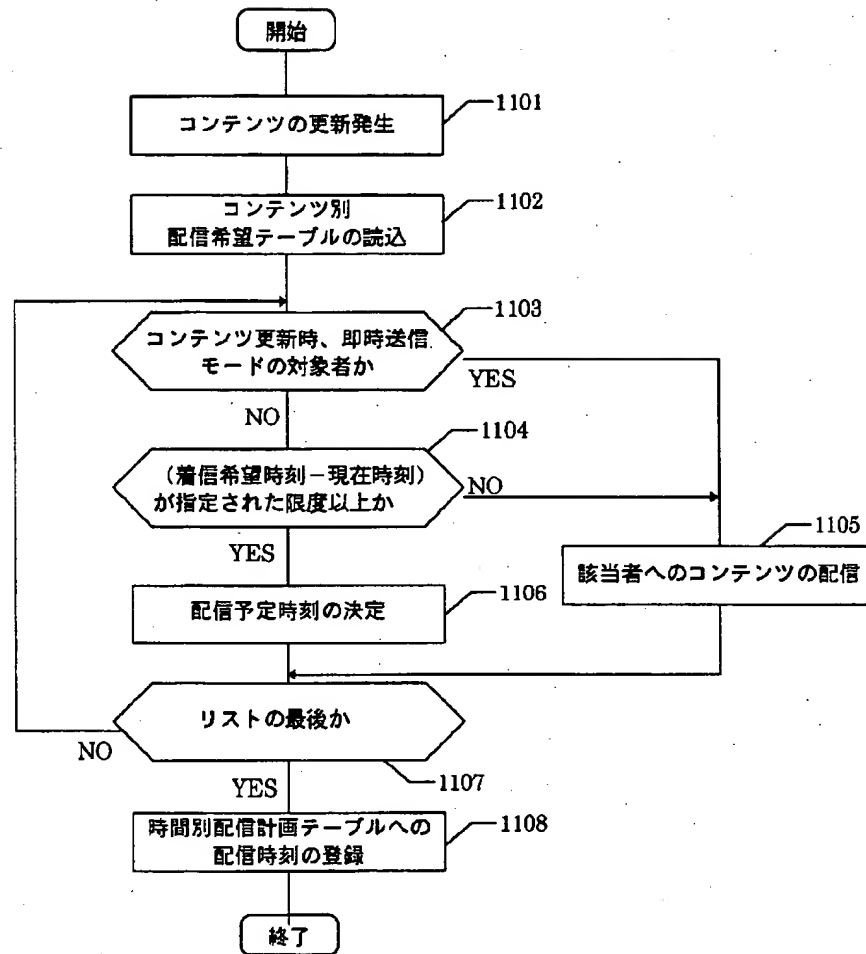 開始
コンテンツの更新発生
1101
コンテンツ別
配信希望テーブルの読込
1102
コンテンツ更新時、即時送信
モードの対象者か
1103
YES
NO
(着信希望時刻－現在時刻)
が指定された限度以上か
1104
NO
YES
該当者へのコンテンツの配信
1105
配信予定時刻の決定
1106
リストの最後か
NO
1107
YES
時間別配信計画テーブルへの
配信時刻の登録
1108
終了